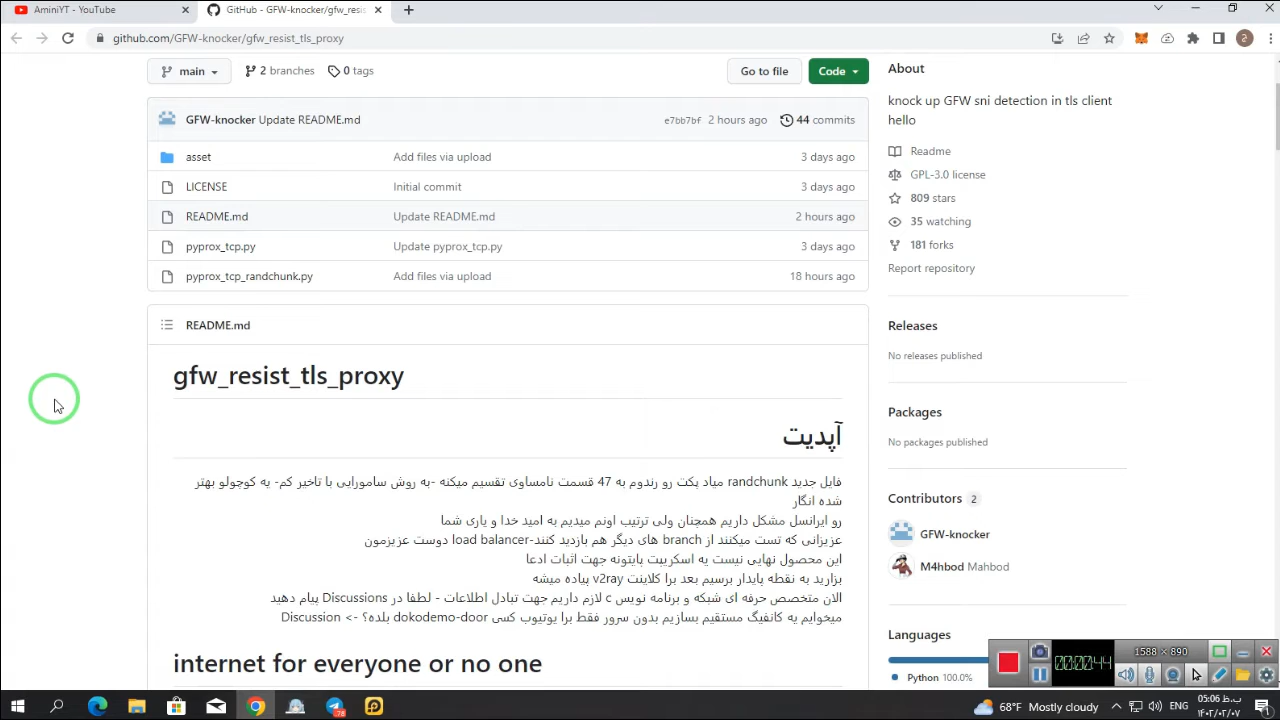 AminiYT - YouTube
GitHub - GFW-knocker/gfw_resis
github.com/GFW-knocker/gfw_resist_tls_proxy
main
2 branches
0 tags
Go to file
Code
GFW-knocker Update README.md
e7bb7bf 2 hours ago
44 commits
asset
Add files via upload
3 days ago
LICENSE
Initial commit
3 days ago
README.md
Update README.md
2 hours ago
pyprox_tcp.py
Update pyprox_tcp.py
3 days ago
pyprox_tcp_randchunk.py
Add files via upload
18 hours ago
README.md
gfw_resist_tls_proxy
آپدیت
فایل جدید randchunk میاد پکت رو رندوم به 47 قسمت نامساوی تقسیم میکنه -به روش سامورایی با تاخیر کم- یه کوچولو بهتر
شده انگار
رو ایرانسل مشکل داریم همچنان ولی ترتیب اونم میدیم به امید خدا و یاری شما
عزیزانی که تست میکنند از branch های دیگر هم بازدید کنند-load balancer دوست عزیزمون
این محصول نهایی نیست یه اسکریپت پایتونه جهت اثبات ادعا
بزارید به نقطه پایدار برسیم بعد برا کلاینت v2ray پیاده میشه
الان متخصص حرفه ای شبکه و برنامه نویس c لازم داریم جهت تبادل اطلاعات - لطفا در Discussions پیام دهید
میخوایم یه کانفیگ مستقیم بسازیم بدون سرور فقط برا یوتیوب کسی dokodemo-door بلده؟ -> Discussion
internet for everyone or no one
About
knock up GFW sni detection in tls client
hello
Readme
GPL-3.0 license
809 stars
35 watching
181 forks
Report repository
Releases
No releases published
Packages
No packages published
Contributors 2
GFW-knocker
M4hbod Mahbod
Languages
Python 100.0%
1588 × 890
00:00:44
68°F Mostly cloudy
ENG
05:06 ب.ظ
۱۴۰۲/۰۲/۰۷